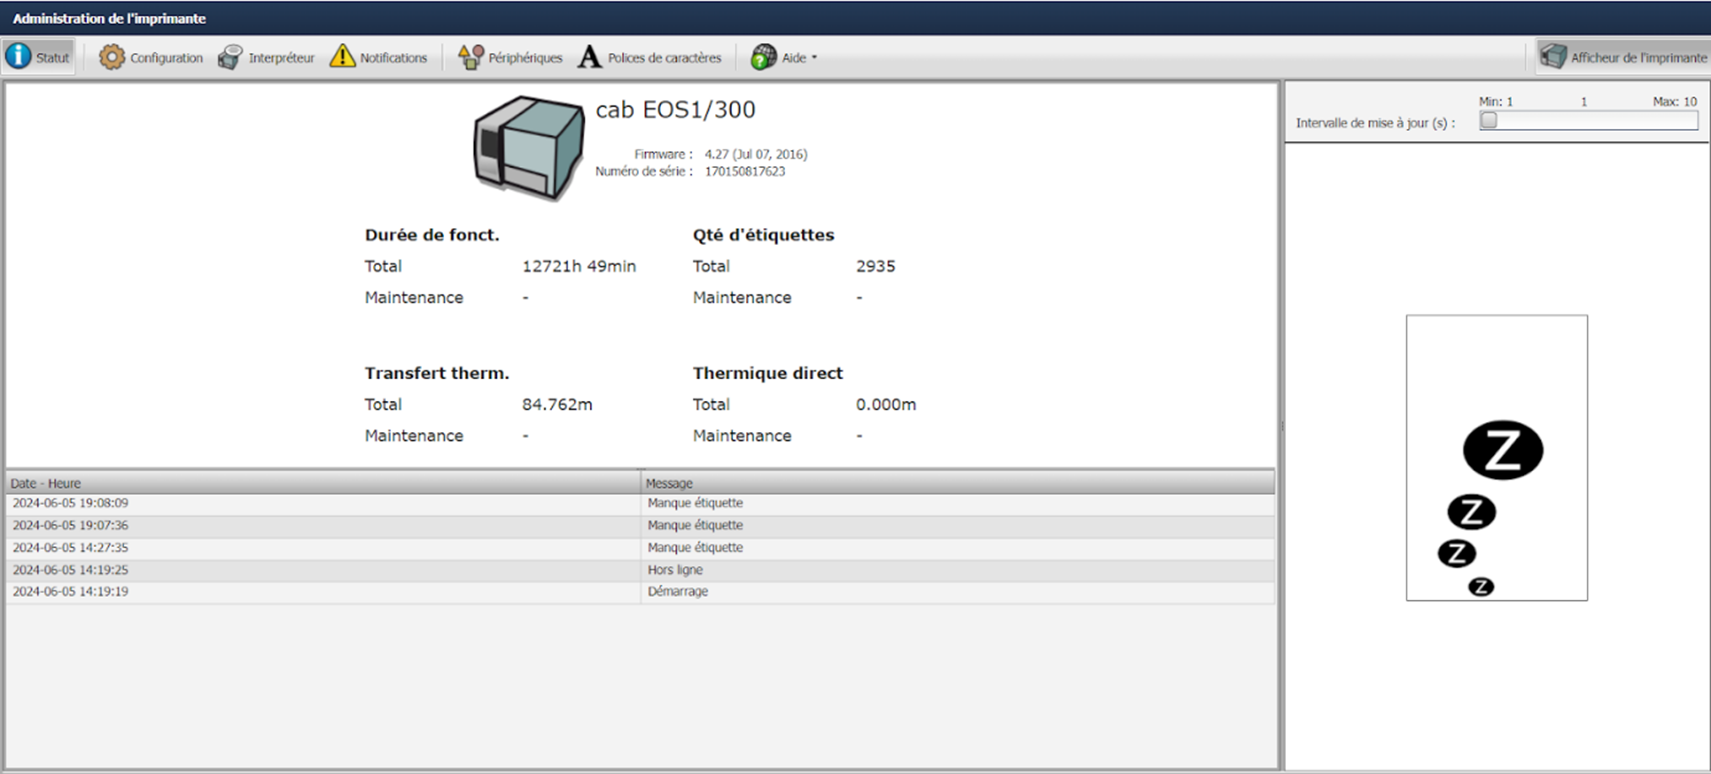 Administration de l'imprimante
Statut Configuration Interpréteur Notifications Périphériques Polices de caractères Aide Afficheur de l'imprimante
cab EOS1/300
Firmware : 4.27 (Jul 07, 2016)
Numéro de série : 170150817623
Durée de fonct. Qté d'étiquettes
Total 12721h 49min Total 2935
Maintenance - Maintenance -
Transfert therm. Thermique direct
Total 84.762m Total 0.000m
Maintenance - Maintenance -
Date - Heure Message
2024-06-05 19:08:09 Manque étiquette
2024-06-05 19:07:36 Manque étiquette
2024-06-05 14:27:35 Manque étiquette
2024-06-05 14:19:25 Hors ligne
2024-06-05 14:19:19 Démarrage
Min: 1 1 Max: 10
Intervalle de mise à jour (s) :
Z
Z
Z
Z